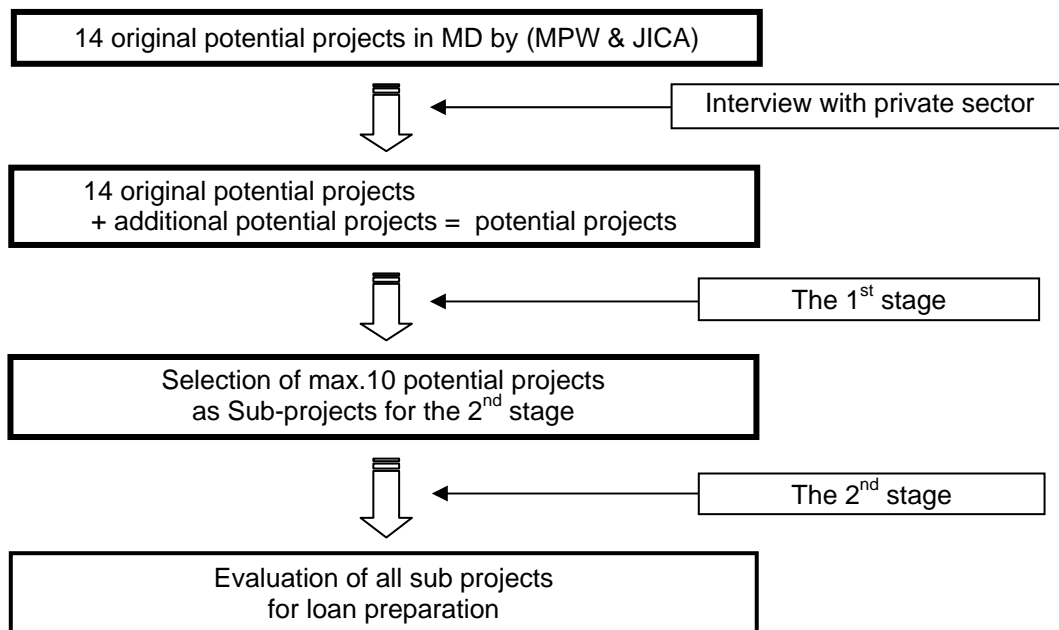 14 original potential projects in MD by (MPW & JICA)
Interview with private sector
14 original potential projects
+ additional potential projects = potential projects
The 1st stage
Selection of max.10 potential projects
as Sub-projects for the 2nd stage
The 2nd stage
Evaluation of all sub projects
for loan preparation